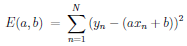 E(a,b) = \sum_{n=1}^{N} (y_n - (ax_n + b))^2